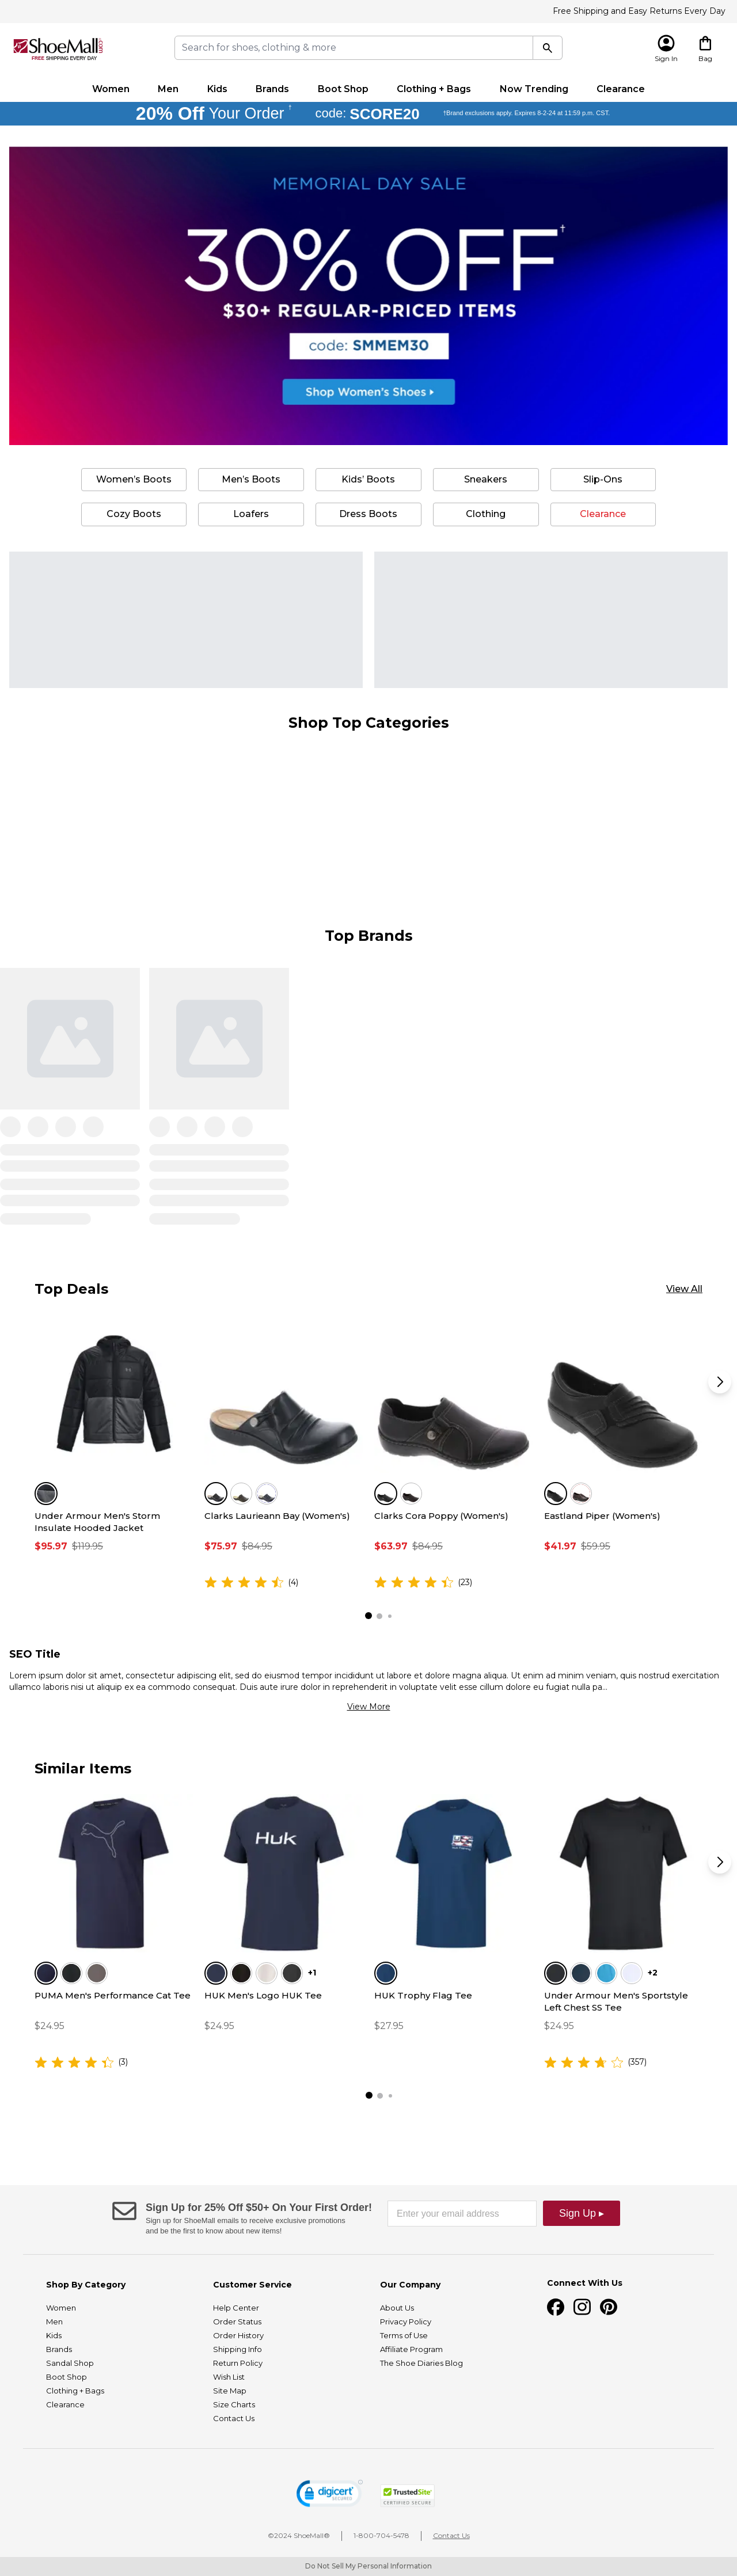 Free Shipping and Easy Returns Every Day
ShoeMall.com
FREE SHIPPING EVERY DAY
Search for shoes, clothing & more
Sign In
Bag
Women
Men
Kids
Brands
Boot Shop
Clothing + Bags
Now Trending
Clearance
20% Off Your Order † code: SCORE20 †Brand exclusions apply. Expires 8-2-24 at 11:59 p.m. CST.
MEMORIAL DAY SALE
30% OFF†
$30+ REGULAR-PRICED ITEMS
code: SMMEM30
Shop Women's Shoes ▸
Women's Boots
Men's Boots
Kids' Boots
Sneakers
Slip-Ons
Cozy Boots
Loafers
Dress Boots
Clothing
Clearance
Shop Top Categories
Top Brands
Top Deals
View All
Under Armour Men's Storm
Insulate Hooded Jacket
$95.97 $119.95
Clarks Laurieann Bay (Women's)
$75.97 $84.95
(4)
Clarks Cora Poppy (Women's)
$63.97 $84.95
(23)
Eastland Piper (Women's)
$41.97 $59.95
SEO Title
Lorem ipsum dolor sit amet, consectetur adipiscing elit, sed do eiusmod tempor incididunt ut labore et dolore magna aliqua. Ut enim ad minim veniam, quis nostrud exercitation
ullamco laboris nisi ut aliquip ex ea commodo consequat. Duis aute irure dolor in reprehenderit in voluptate velit esse cillum dolore eu fugiat nulla pa...
View More
Similar Items
Huk
PUMA Men's Performance Cat Tee
$24.95
(3)
+1
HUK Men's Logo HUK Tee
$24.95
HUK Trophy Flag Tee
$27.95
+2
Under Armour Men's Sportstyle
Left Chest SS Tee
$24.95
(357)
Sign Up for 25% Off $50+ On Your First Order!
Sign up for ShoeMall emails to receive exclusive promotions
and be the first to know about new items!
Enter your email address
Sign Up ▸
Shop By Category
Women
Men
Kids
Brands
Sandal Shop
Boot Shop
Clothing + Bags
Clearance
Customer Service
Help Center
Order Status
Order History
Shipping Info
Return Policy
Wish List
Site Map
Size Charts
Contact Us
Our Company
About Us
Privacy Policy
Terms of Use
Affiliate Program
The Shoe Diaries Blog
Connect With Us
digicert
SECURED
TrustedSite
CERTIFIED SECURE
©2024 ShoeMall®
1-800-704-5478
Contact Us
Do Not Sell My Personal Information